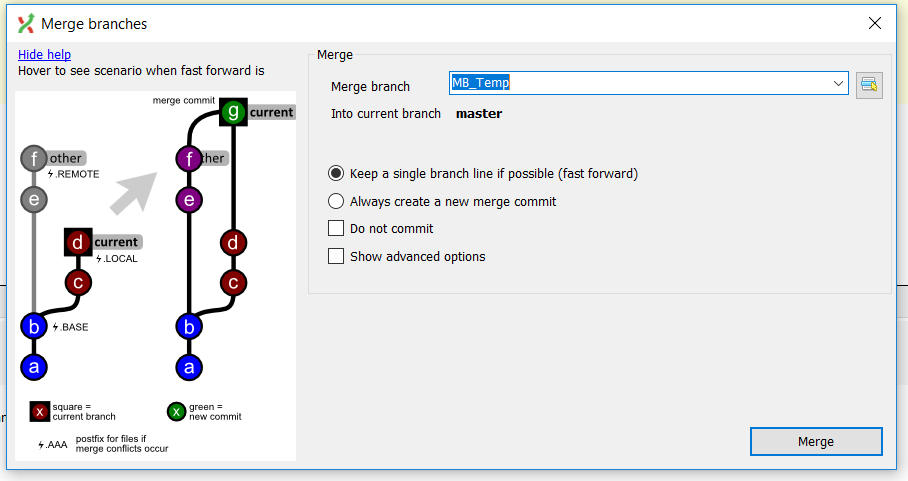 Merge branches
Hide help
Hover to see scenario when fast forward is
merge commit
g current
f other
.REMOTE
f ther
e
e
d current
.LOCAL
d
c
c
b .BASE
b
a
a
x square =
current branch
x green =
new commit
.AAA postfix for files if
merge conflicts occur
Merge
Merge branch MB_Temp
Into current branch master
Keep a single branch line if possible (fast forward)
Always create a new merge commit
Do not commit
Show advanced options
Merge